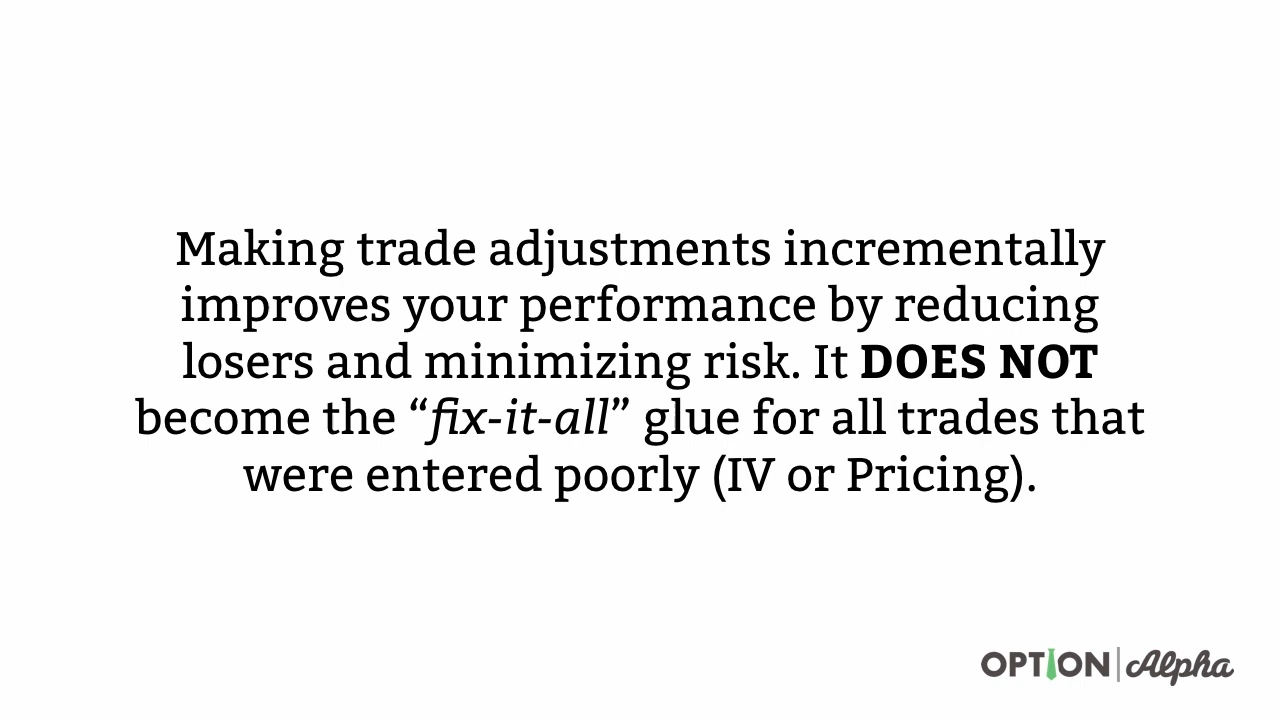 Making trade adjustments incrementally
improves your performance by reducing
losers and minimizing risk. It DOES NOT
become the “fix-it-all” glue for all trades that
were entered poorly (IV or Pricing).
OPTION | Alpha